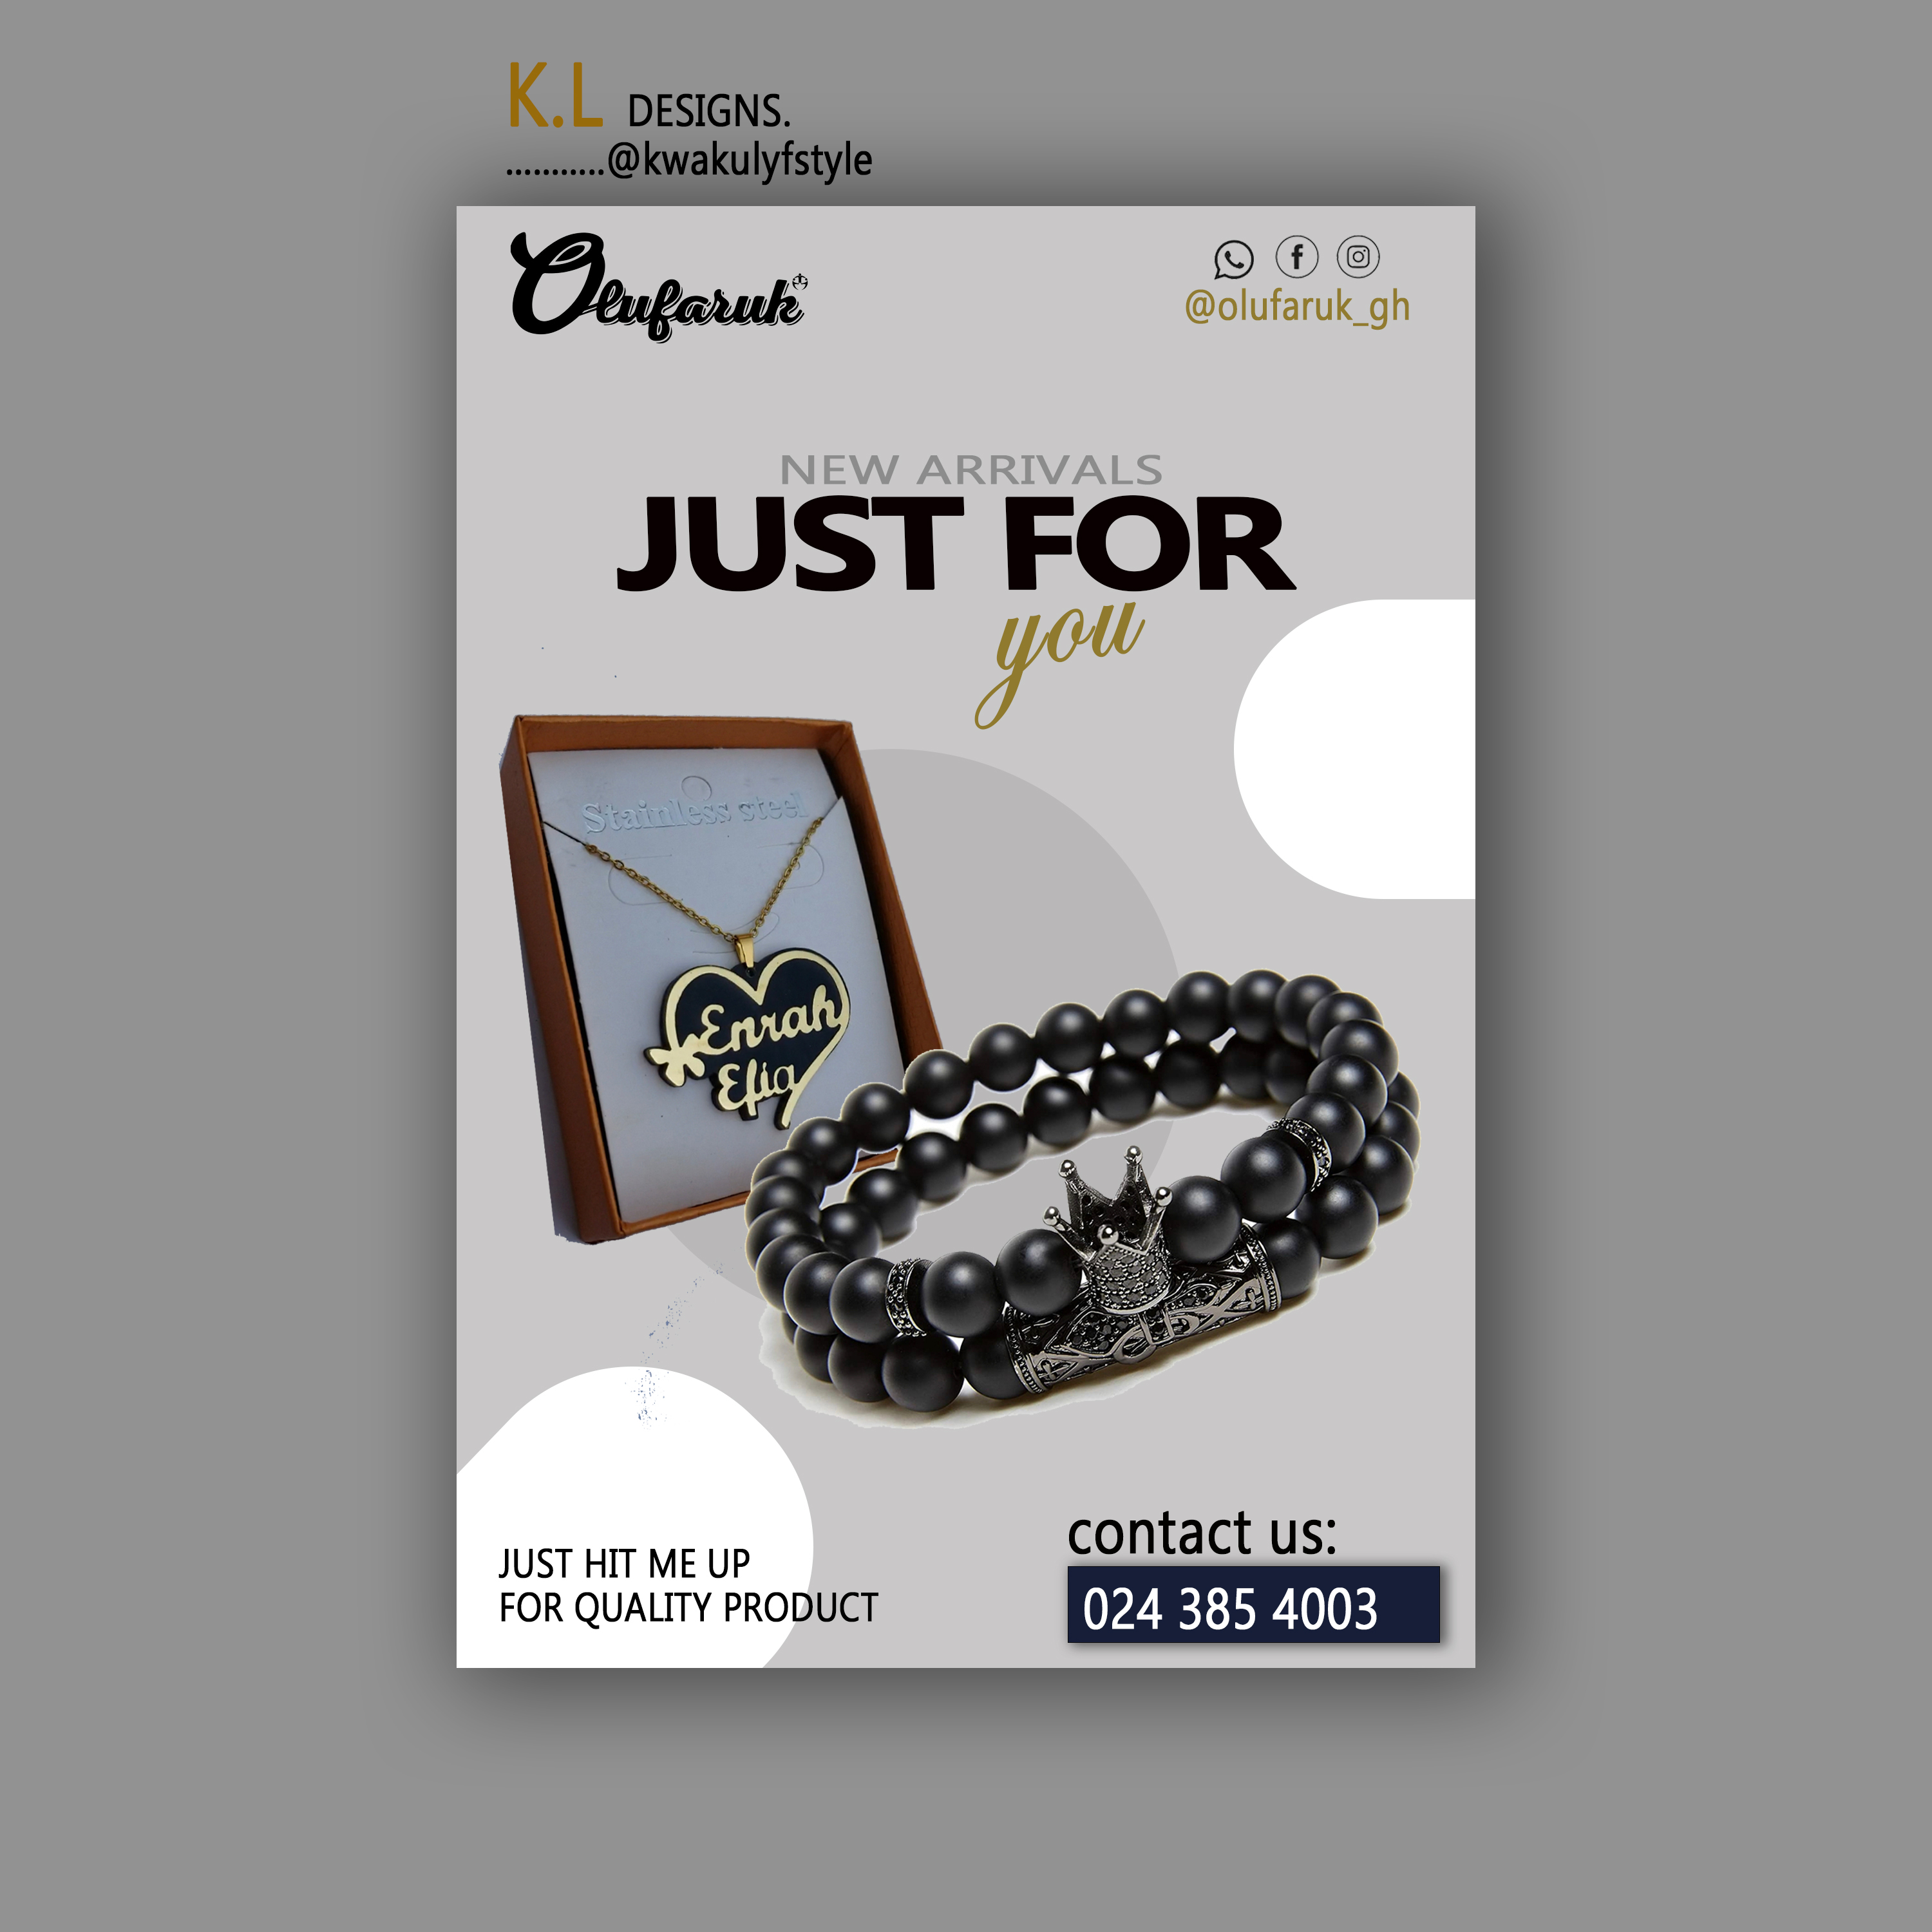 K.L DESIGNS.
...........@kwakulyfstyle
Olufaruk
@olufaruk_gh
NEW ARRIVALS
JUST FOR
you
Stainless steel
Enrah
Efia
JUST HIT ME UP
FOR QUALITY PRODUCT
contact us:
024 385 4003